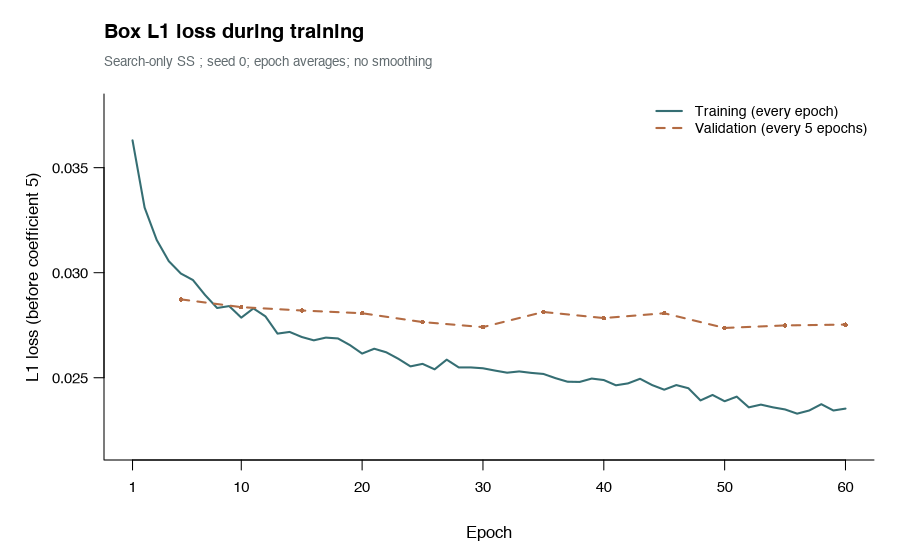 Box L1 loss during training
Search-only SS ; seed 0; epoch averages; no smoothing
Training (every epoch)
Validation (every 5 epochs)
L1 loss (before coefficient 5)
0.035
0.030
0.025
1 10 20 30 40 50 60
Epoch